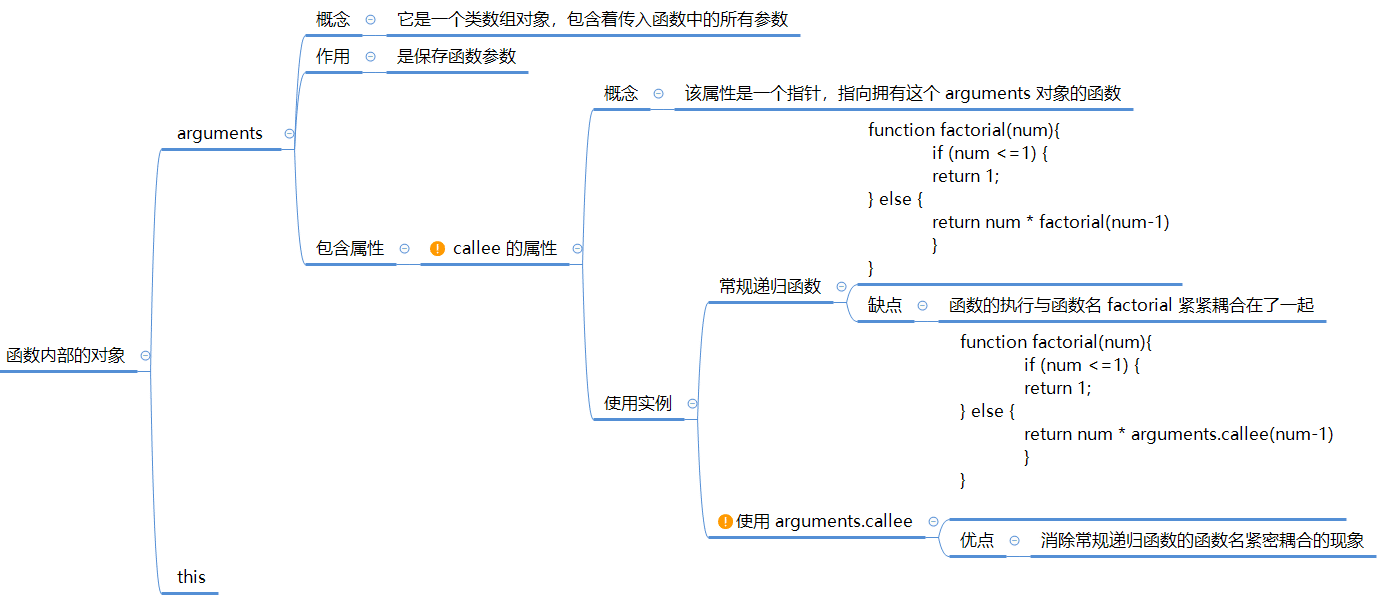 函数内部的对象
arguments
概念
它是一个类数组对象，包含着传入函数中的所有参数
作用
是保存函数参数
包含属性
callee 的属性
概念
该属性是一个指针，指向拥有这个 arguments 对象的函数
使用实例
常规递归函数
function factorial(num){
if (num <=1) {
return 1;
} else {
return num * factorial(num-1)
}
}
缺点
函数的执行与函数名 factorial 紧紧耦合在了一起
使用 arguments.callee
function factorial(num){
if (num <=1) {
return 1;
} else {
return num * arguments.callee(num-1)
}
}
优点
消除常规递归函数的函数名紧密耦合的现象
this